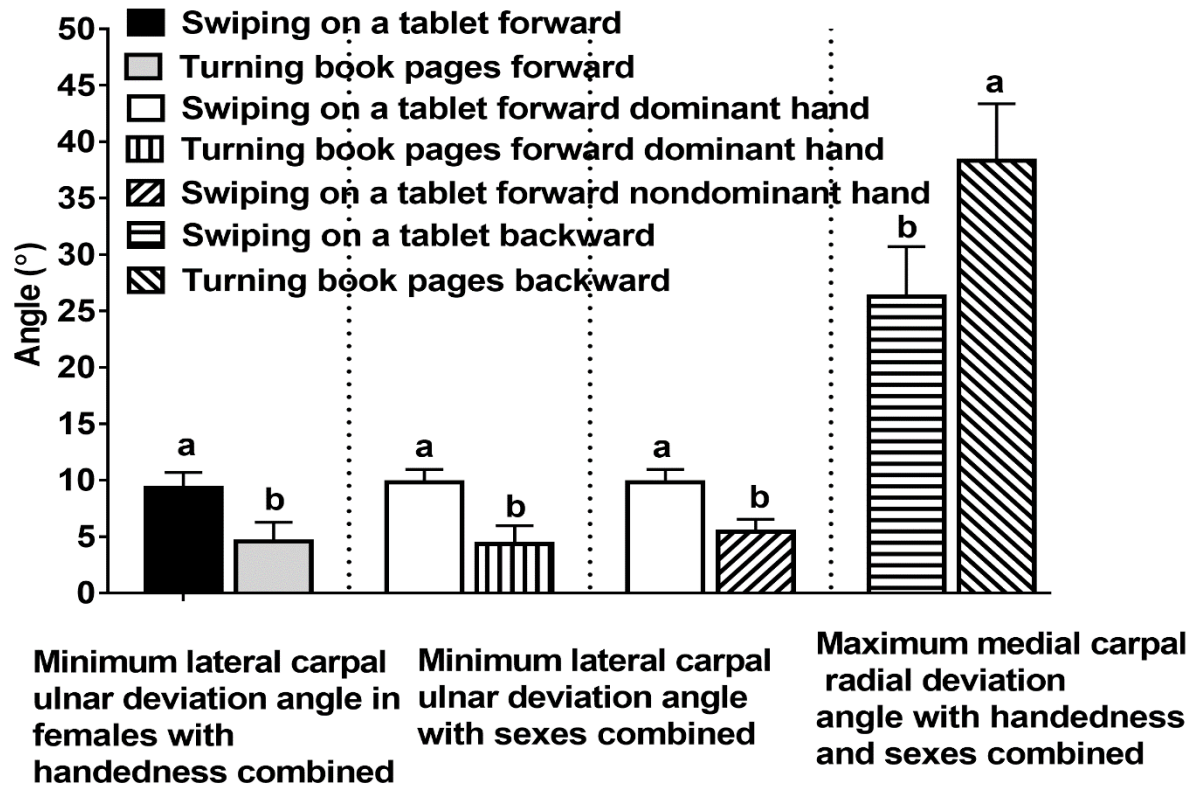 50
45
40
35
30
25
20
15
10
5
0
Angle (°)
Swiping on a tablet forward
Turning book pages forward
Swiping on a tablet forward dominant hand
Turning book pages forward dominant hand
Swiping on a tablet forward nondominant hand
Swiping on a tablet backward
Turning book pages backward
a
b
a
b
a
b
b
a
Minimum lateral carpal
ulnar deviation angle in
females with
handedness combined
Minimum lateral carpal
ulnar deviation angle
with sexes combined
Maximum medial carpal
radial deviation
angle with handedness
and sexes combined